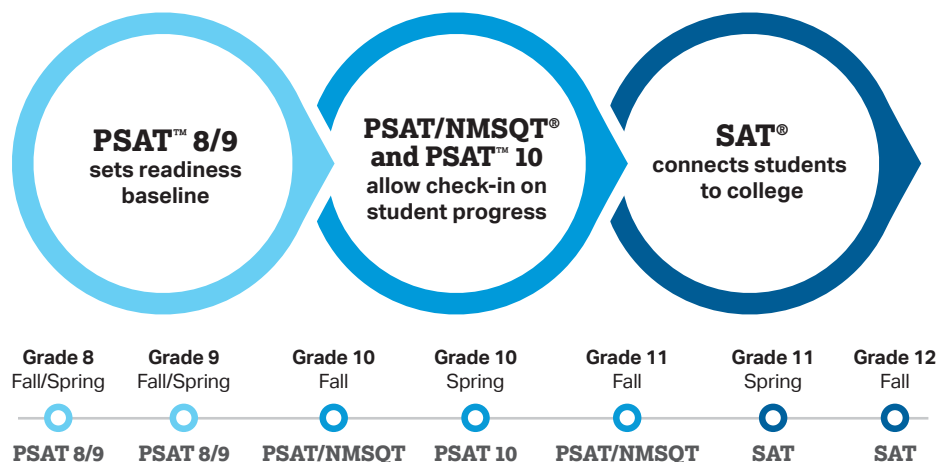 PSAT™ 8/9
sets readiness
baseline
PSAT/NMSQT®
and PSAT™ 10
allow check-in on
student progress
SAT®
connects students
to college
Grade 8 Grade 9 Grade 10 Grade 10 Grade 11 Grade 11 Grade 12
Fall/Spring Fall/Spring Fall Spring Fall Spring Fall
PSAT 8/9 PSAT 8/9 PSAT/NMSQT PSAT 10 PSAT/NMSQT SAT SAT